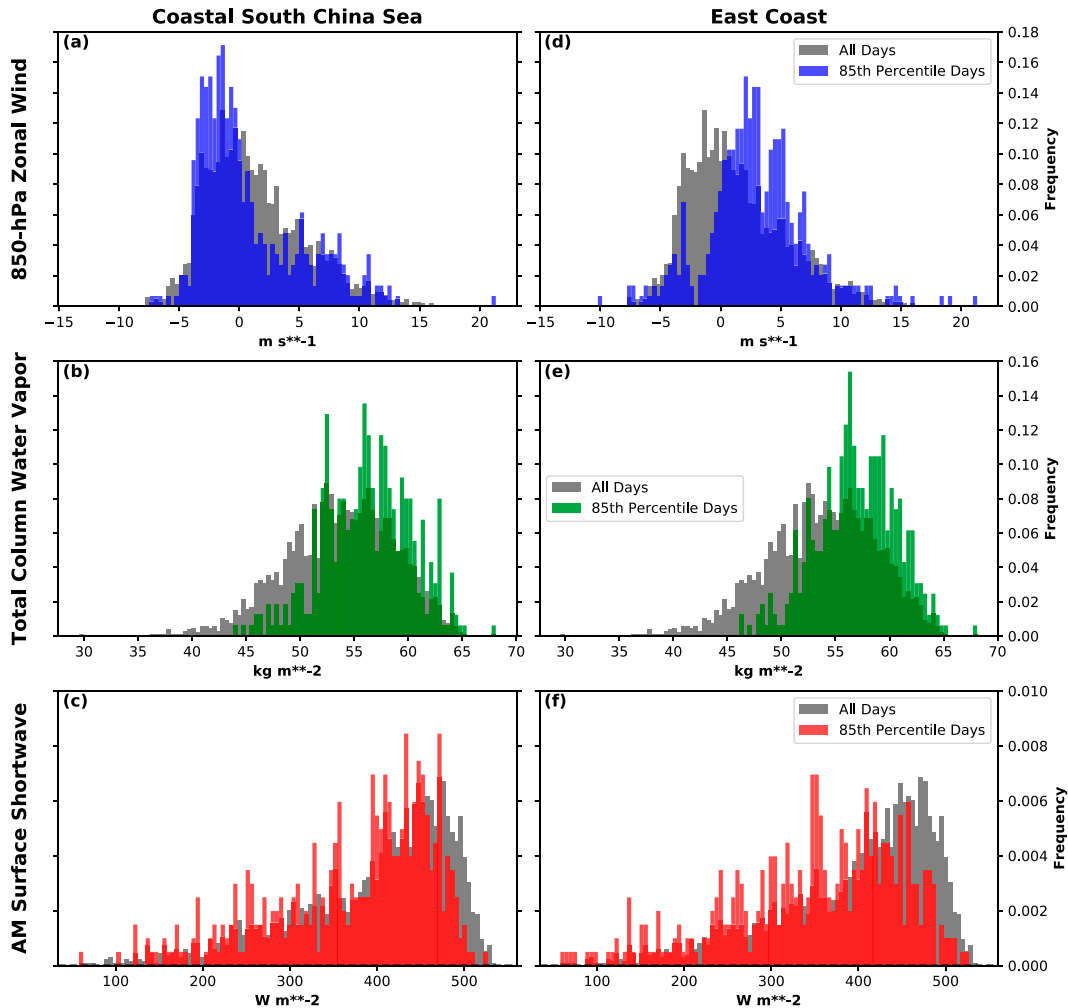 Coastal South China Sea
East Coast
850-hPa Zonal Wind
(a)
−15 −10 −5 0 5 10 15 20
m s**-1
(d)
All Days
85th Percentile Days
0.18
0.16
0.14
0.12
0.10
0.08
0.06
0.04
0.02
0.00
Frequency
−15 −10 −5 0 5 10 15 20
m s**-1
Total Column Water Vapor
(b)
30 35 40 45 50 55 60 65 70
kg m**-2
(e)
All Days
85th Percentile Days
0.16
0.14
0.12
0.10
0.08
0.06
0.04
0.02
0.00
Frequency
30 35 40 45 50 55 60 65 70
kg m**-2
AM Surface Shortwave
(c)
100 200 300 400 500
W m**-2
(f)
All Days
85th Percentile Days
0.010
0.008
0.006
0.004
0.002
0.000
Frequency
100 200 300 400 500
W m**-2